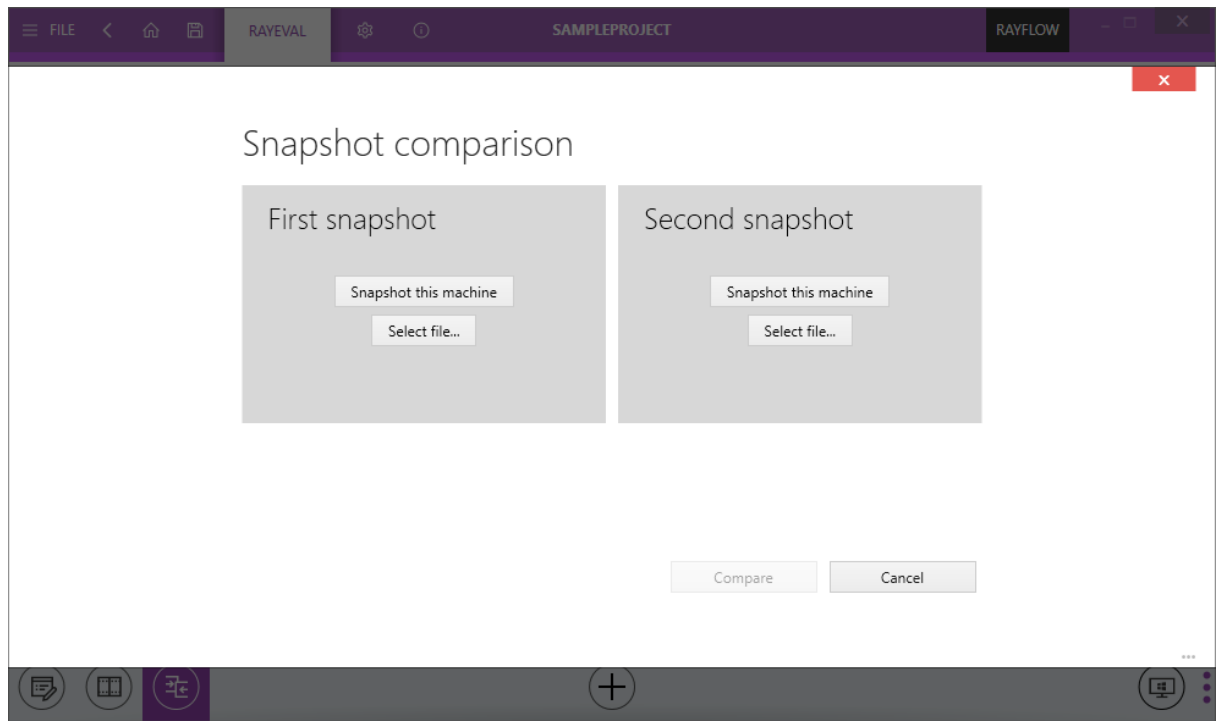 FILE RAYEVAL SAMPLEPROJECT RAYFLOW
Snapshot comparison
First snapshot Second snapshot
Snapshot this machine Snapshot this machine
Select file... Select file...
Compare Cancel